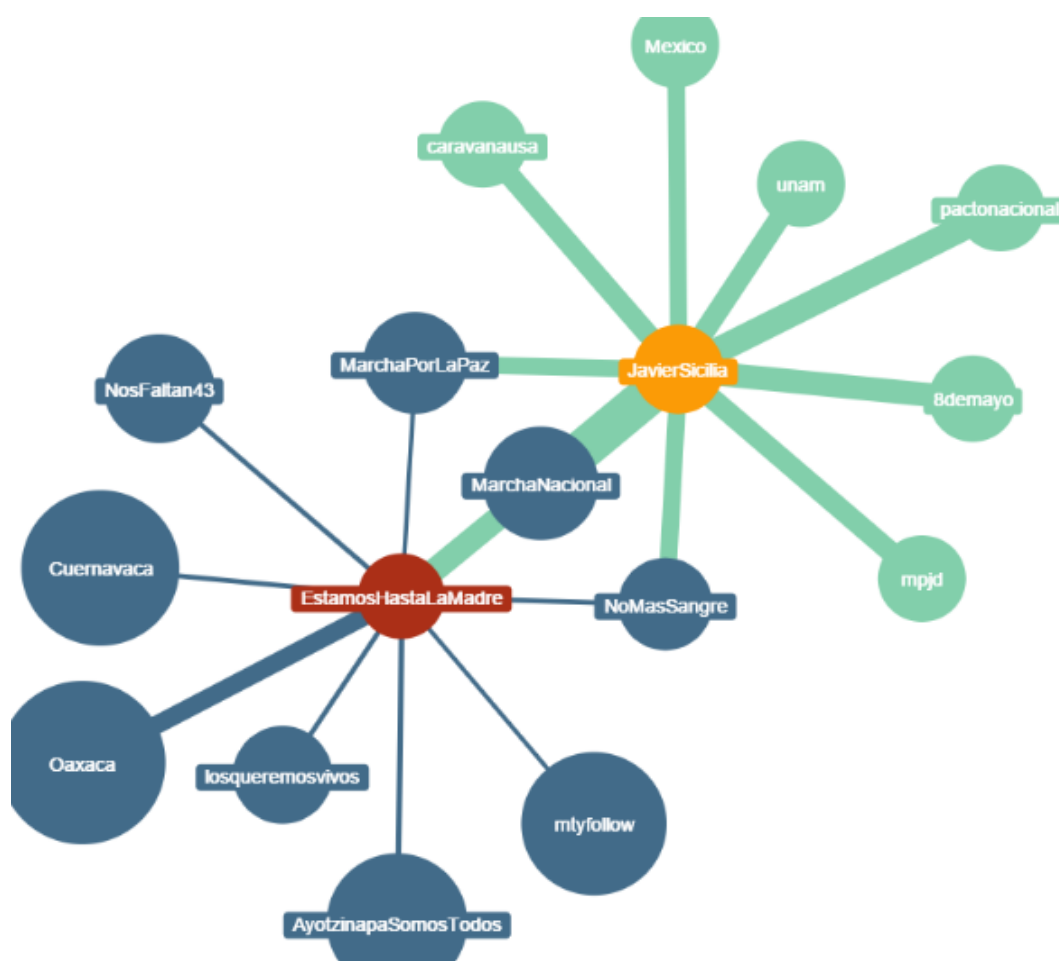 Mexico
caravanausa
unam
pactonacional
MarchaPorLaPaz
JavierSicilia
NosFaltan43
8demayo
MarchaNacional
Cuernavaca
mpjd
EstamosHastaLaMadre
NoMasSangre
Oaxaca
losqueremosvivos
mtyfollow
AyotzinapaSomosTodos